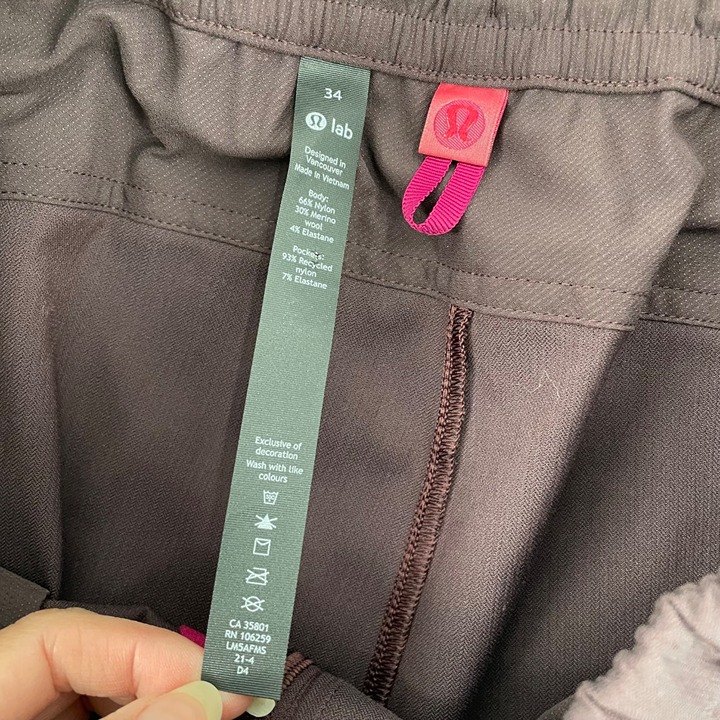 34
lab
Designed in
Vancouver
Made in Vietnam
Body:
66% Nylon
30% Merino
wool
4% Elastane
Pockets:
93% Recycled
nylon
7% Elastane
Exclusive of
decoration
Wash with like
colours
CA 35801
RN 106259
LM5AFMS
21-4
D4